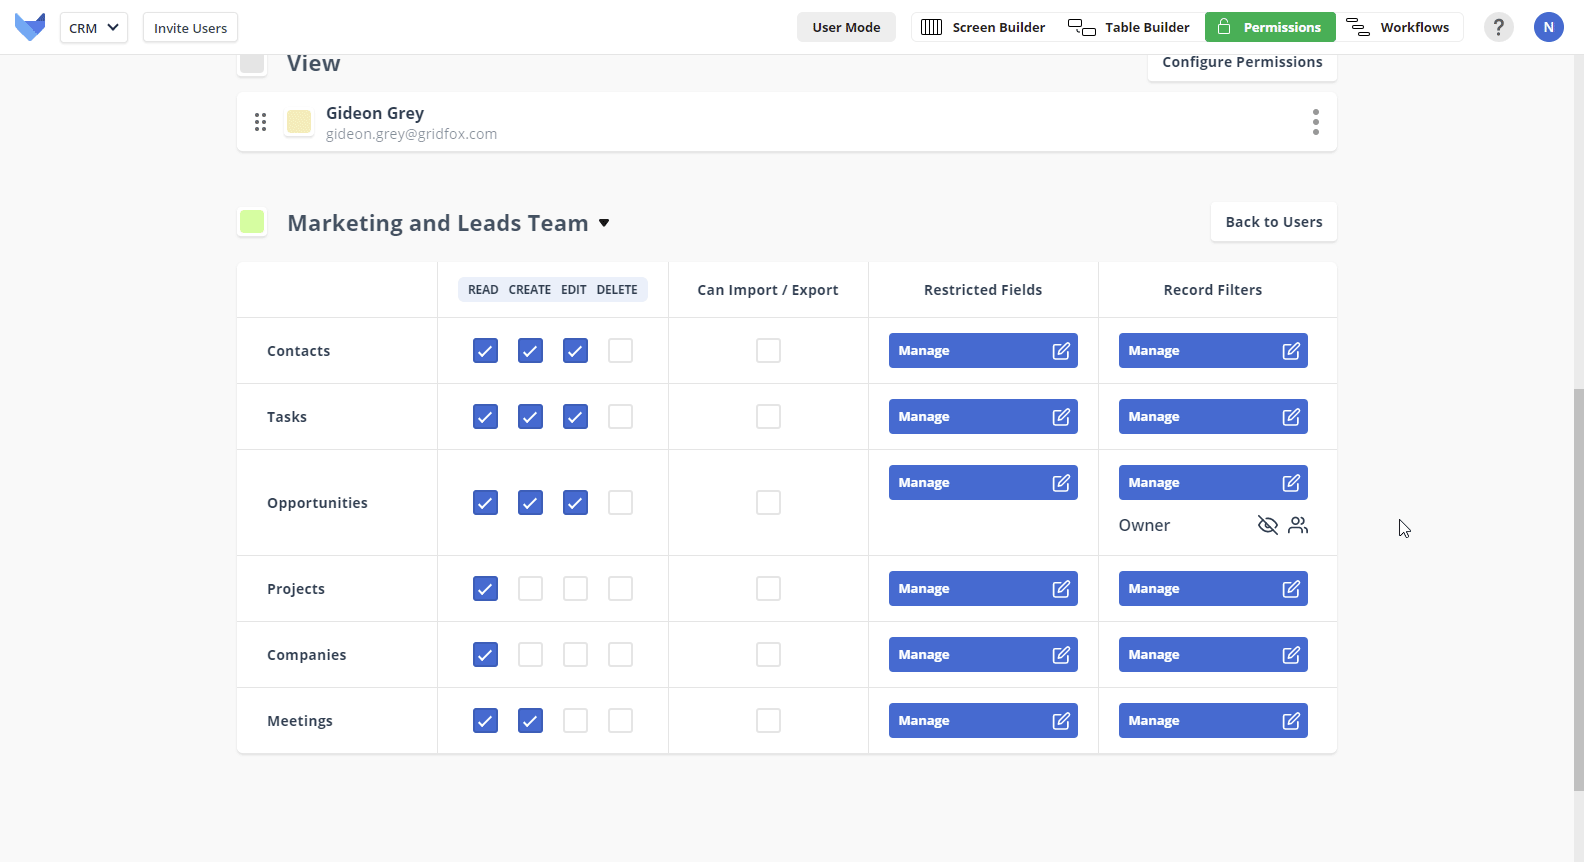 CRM
Invite Users
User Mode
Screen Builder
Table Builder
Permissions
Workflows
?
N
View
Configure Permissions
Gideon Grey
gideon.grey@gridfox.com
Marketing and Leads Team
Back to Users
READ CREATE EDIT DELETE
Can Import / Export
Restricted Fields
Record Filters
Contacts
Manage
Manage
Tasks
Manage
Manage
Opportunities
Manage
Manage
Owner
Projects
Manage
Manage
Companies
Manage
Manage
Meetings
Manage
Manage